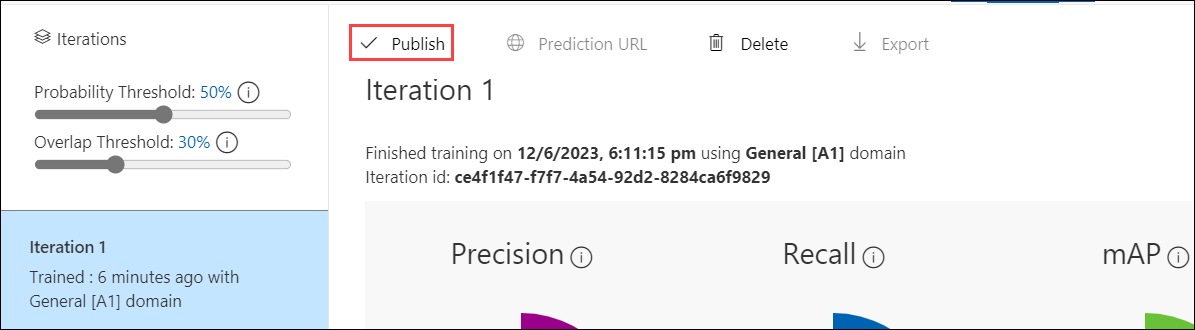 Iterations
Probability Threshold: 50%
Overlap Threshold: 30%
Iteration 1
Trained : 6 minutes ago with
General [A1] domain
Publish
Prediction URL
Delete
Export
Iteration 1
Finished training on 12/6/2023, 6:11:15 pm using General [A1] domain
Iteration id: ce4f1f47-f7f7-4a54-92d2-8284ca6f9829
Precision
Recall
mAP